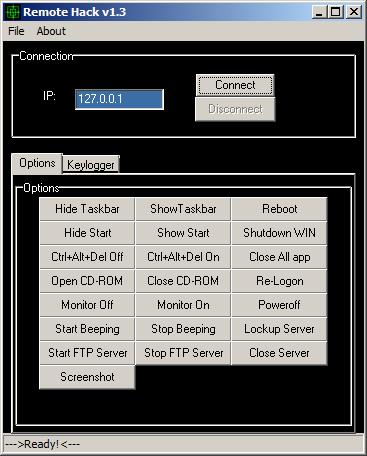 Remote Hack v1.3
File About
Connection
IP: 127.0.0.1 Connect
Disconnect
Options Keylogger
Options
Hide Taskbar ShowTaskbar Reboot
Hide Start Show Start Shutdown WIN
Ctrl+Alt+Del Off Ctrl+Alt+Del On Close All app
Open CD-ROM Close CD-ROM Re-Logon
Monitor Off Monitor On Poweroff
Start Beeping Stop Beeping Lockup Server
Start FTP Server Stop FTP Server Close Server
Screenshot
--->Ready!<---